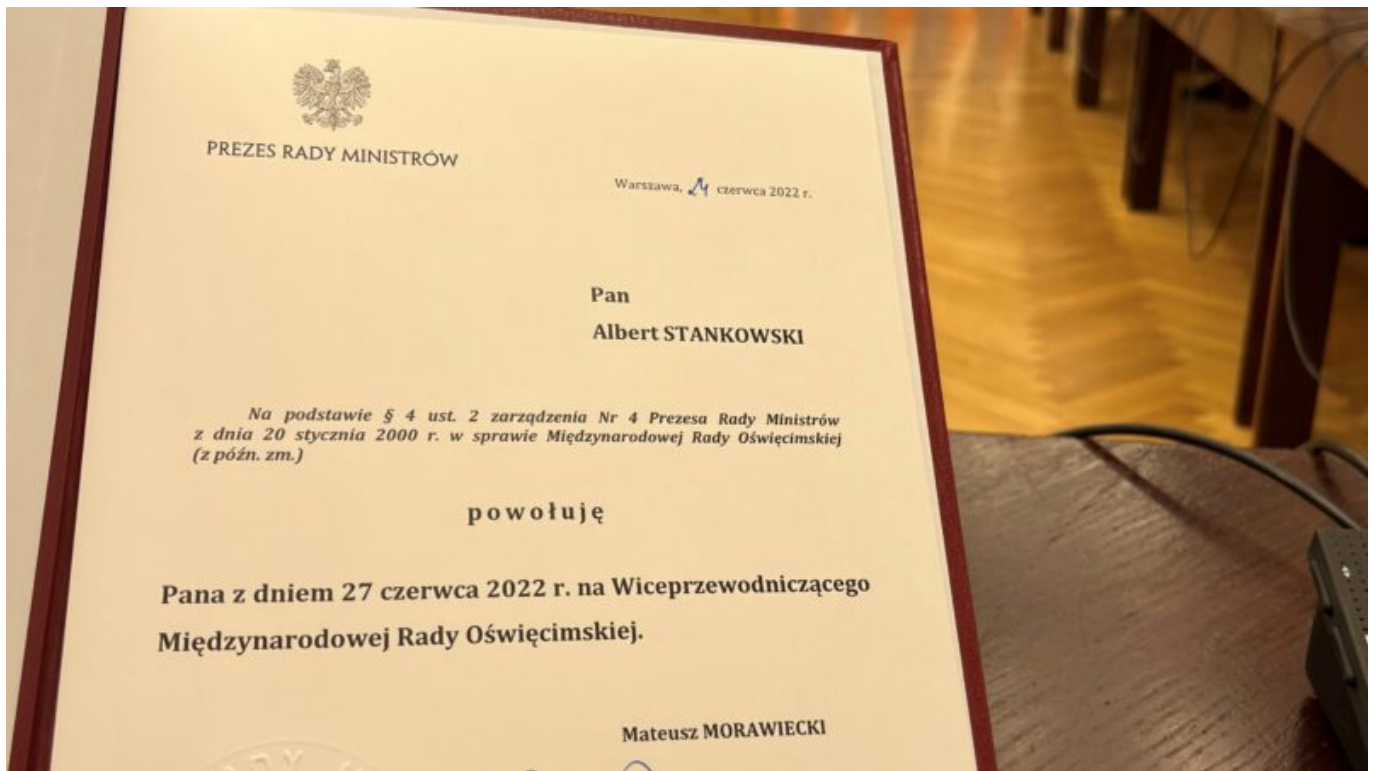 PREZES RADY MINISTRÓW
Warszawa, 24 czerwca 2022 r.
Pan
Albert STANKOWSKI
Na podstawie § 4 ust. 2 zarządzenia Nr 4 Prezesa Rady Ministrów
z dnia 20 stycznia 2000 r. w sprawie Międzynarodowej Rady Oświęcimskiej
(z późn. zm.)
powołuję
Pana z dniem 27 czerwca 2022 r. na Wiceprzewodniczącego
Międzynarodowej Rady Oświęcimskiej.
Mateusz MORAWIECKI